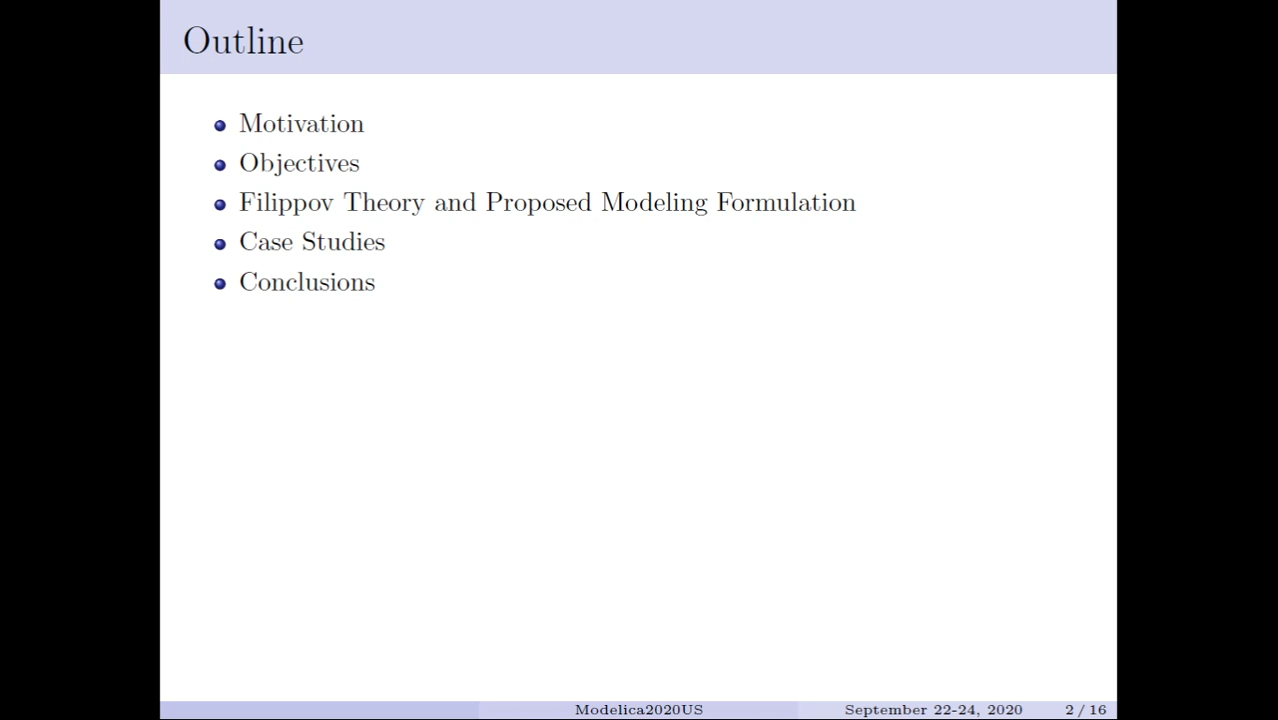 Outline
Motivation
Objectives
Filippov Theory and Proposed Modeling Formulation
Case Studies
Conclusions
Modelica2020US September 22-24, 2020 2 / 16